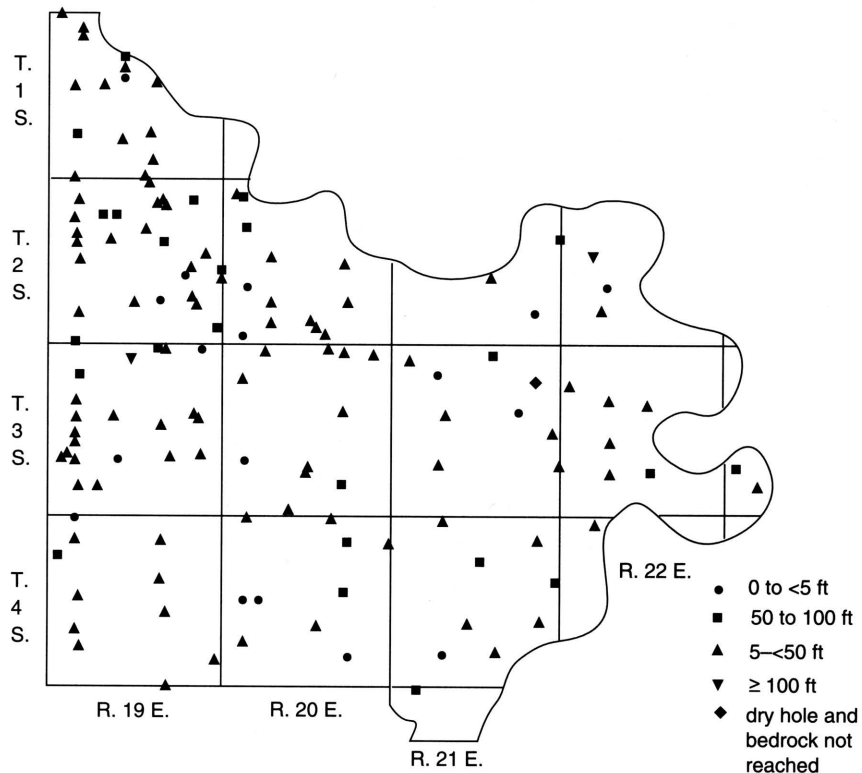 T.
1
S.
T.
2
S.
T.
3
S.
T.
4
S.
R. 19 E.
R. 20 E.
R. 21 E.
R. 22 E.
0 to <5 ft
50 to 100 ft
5–<50 ft
≥ 100 ft
dry hole and
bedrock not
reached